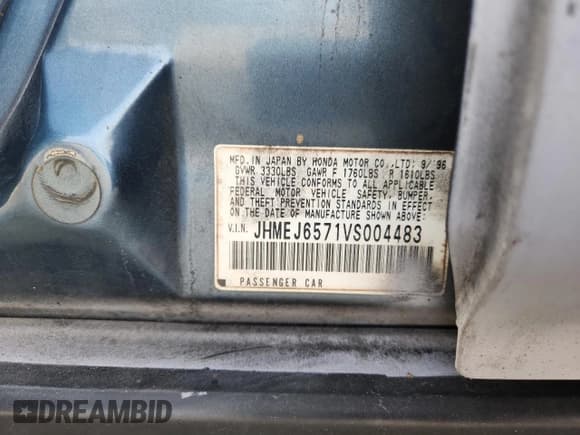 MFD. IN JAPAN BY HONDA MOTOR CO., LTD: 9/ 96
GVWR 3330LBS GAWR F 1760LBS R 1610LBS
THIS VEHICLE CONFORMS TO ALL APPLICABLE
FEDERAL MOTOR VEHICLE SAFETY, BUMPER,
AND THEFT PREVENTION STANDARDS IN EFFECT
ON THE DATE OF MANUFACTURE SHOWN ABOVE:
V.I.N. JHMEJ6571VS004483
PASSENGER CAR
DREAMBID